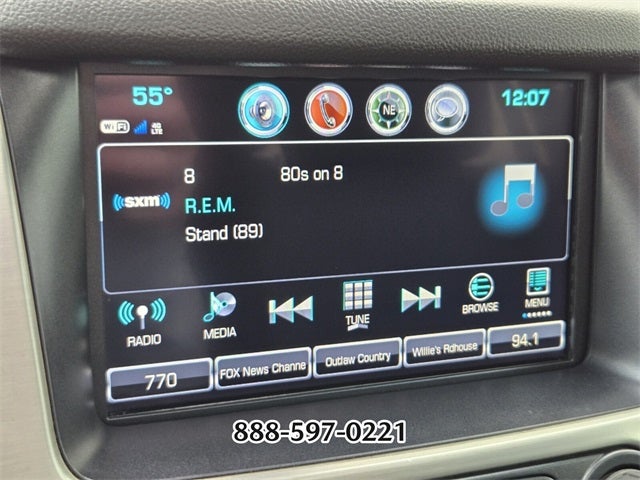 55°
12:07
WiFi 4G LTE
NE
8 80s on 8
((sxm))
R.E.M.
Stand (89)
RADIO MEDIA TUNE BROWSE MENU
770 FOX News Channe Outlaw Country Willie's Rdhouse 94.1
888-597-0221